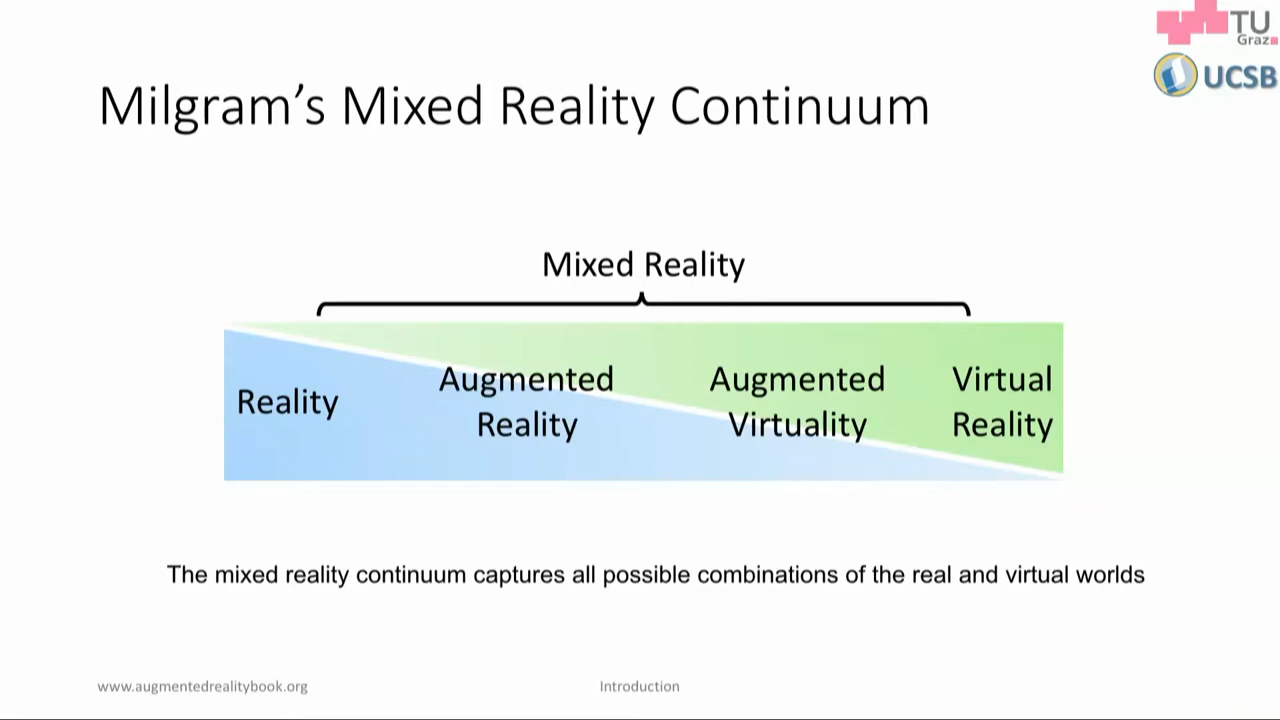 TU
Graz
UCSB
Milgram's Mixed Reality Continuum
Mixed Reality
Reality
Augmented
Reality
Augmented
Virtuality
Virtual
Reality
The mixed reality continuum captures all possible combinations of the real and virtual worlds
www.augmentedrealitybook.org
Introduction